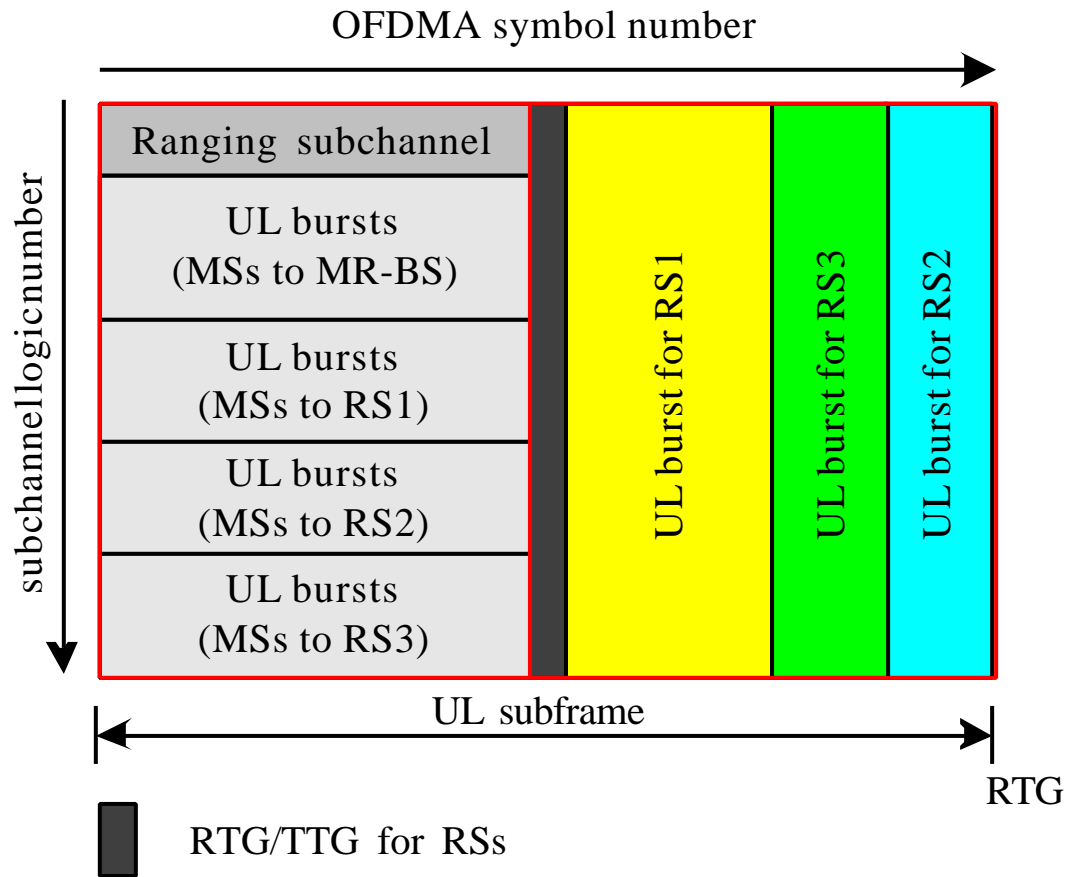 OFDMA symbol number
subchannellogicnumber
Ranging subchannel
UL bursts
(MSs to MR-BS)
UL bursts
(MSs to RS1)
UL bursts
(MSs to RS2)
UL bursts
(MSs to RS3)
UL burst for RS1
UL burst for RS3
UL burst for RS2
UL subframe
RTG
RTG/TTG for RSs